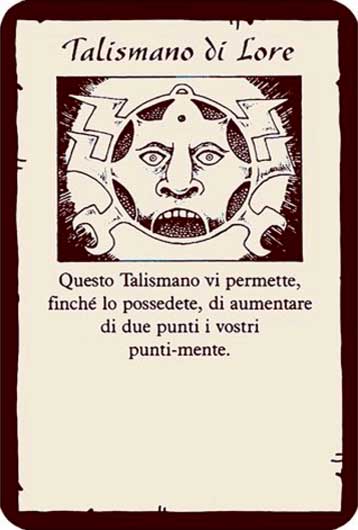 Talismano di Lore
Questo Talismano vi permette,
finché lo possedete, di aumentare
di due punti i vostri
punti-mente.